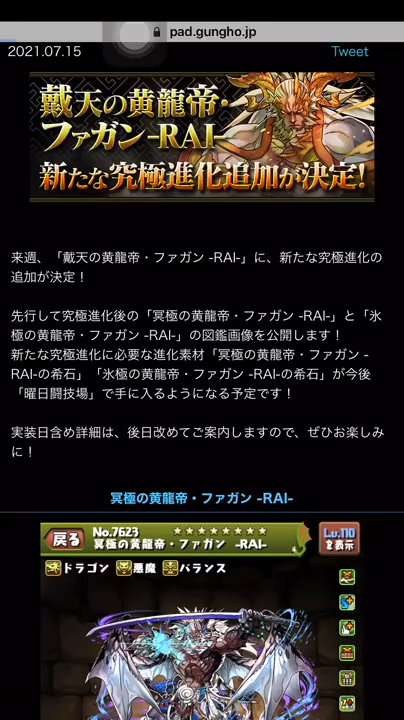 pad.gungho.jp
2021.07.15
Tweet
戴天の黄龍帝・
ファガン-RAI-
新たな究極進化追加が決定!
来週、「戴天の黄龍帝・ファガン -RAI-」に、新たな究極進化の
追加が決定！
先行して究極進化後の「冥極の黄龍帝・ファガン -RAI-」と「氷
極の黄龍帝・ファガン -RAI-」の図鑑画像を公開します！
新たな究極進化に必要な進化素材「冥極の黄龍帝・ファガン -
RAI-の希石」「氷極の黄龍帝・ファガン -RAI-の希石」が今後
「曜日闘技場」で手に入るようになる予定です！
実装日含め詳細は、後日改めてご案内しますので、ぜひお楽しみ
に！
冥極の黄龍帝・ファガン -RAI-
戻る
No.7623 ★★★★★★★★
冥極の黄龍帝・ファガン -RAI-
Lv.110
を表示
ドラゴン 悪魔 バランス